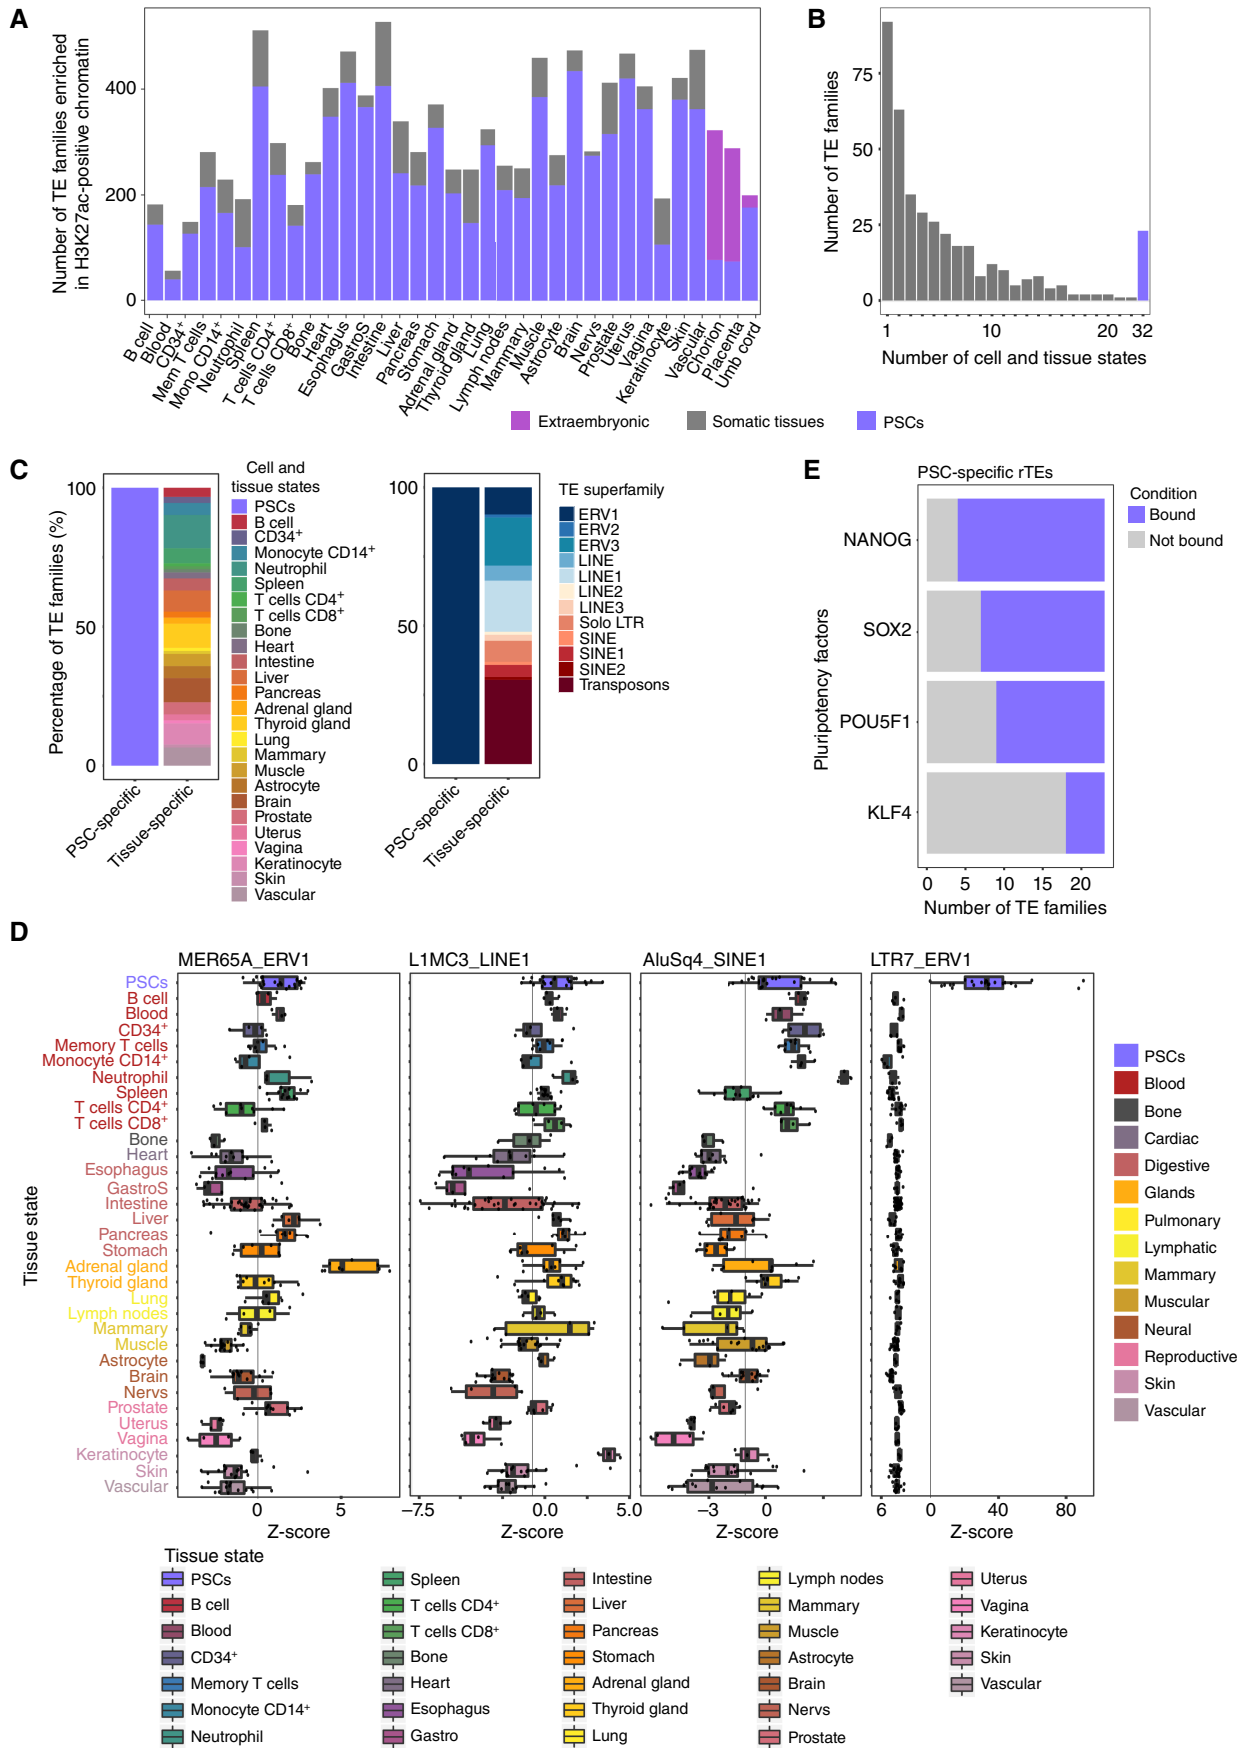 A
Number of TE families enriched
in H3K27ac-positive chromatin
400
200
0
B cell
Blood
CD34+
Mem T cells
Mono CD14+
Neutrophil
Spleen
T cells CD4+
T cells CD8+
Bone
Heart
Esophagus
GastroS
Intestine
Liver
Pancreas
Stomach
Adrenal gland
Thyroid gland
Lung
Lymph nodes
Mammary
Muscle
Astrocyte
Brain
Nervs
Prostate
Uterus
Vagina
Keratinocyte
Skin
Vascular
Chorion
Placenta
Umb cord
Extraembryonic
Somatic tissues
PSCs
B
Number of TE families
75
50
25
0
1
10
20
32
Number of cell and tissue states
C
Percentage of TE families (%)
100
50
0
PSC-specific
Tissue-specific
Cell and
tissue states
PSCs
B cell
CD34+
Monocyte CD14+
Neutrophil
Spleen
T cells CD4+
T cells CD8+
Bone
Heart
Intestine
Liver
Pancreas
Adrenal gland
Thyroid gland
Lung
Mammary
Muscle
Astrocyte
Brain
Prostate
Uterus
Vagina
Keratinocyte
Skin
Vascular
100
50
0
PSC-specific
Tissue-specific
TE superfamily
ERV1
ERV2
ERV3
LINE
LINE1
LINE2
LINE3
Solo LTR
SINE
SINE1
SINE2
Transposons
E
PSC-specific rTEs
Pluripotency factors
NANOG
SOX2
POU5F1
KLF4
0
5
10
15
20
Number of TE families
Condition
Bound
Not bound
D
MER65A_ERV1
L1MC3_LINE1
AluSq4_SINE1
LTR7_ERV1
Tissue state
PSCs
B cell
Blood
CD34+
Memory T cells
Monocyte CD14+
Neutrophil
Spleen
T cells CD4+
T cells CD8+
Bone
Heart
Esophagus
GastroS
Intestine
Liver
Pancreas
Stomach
Adrenal gland
Thyroid gland
Lung
Lymph nodes
Mammary
Muscle
Astrocyte
Brain
Nervs
Prostate
Uterus
Vagina
Keratinocyte
Skin
Vascular
0
5
Z-score
−7.5
0.0
5.0
Z-score
−3
0
Z-score
6
0
40
80
Z-score
PSCs
Blood
Bone
Cardiac
Digestive
Glands
Pulmonary
Lymphatic
Mammary
Muscular
Neural
Reproductive
Skin
Vascular
Tissue state
PSCs
B cell
Blood
CD34+
Memory T cells
Monocyte CD14+
Neutrophil
Spleen
T cells CD4+
T cells CD8+
Bone
Heart
Esophagus
Gastro
Intestine
Liver
Pancreas
Stomach
Adrenal gland
Thyroid gland
Lung
Lymph nodes
Mammary
Muscle
Astrocyte
Brain
Nervs
Prostate
Uterus
Vagina
Keratinocyte
Skin
Vascular